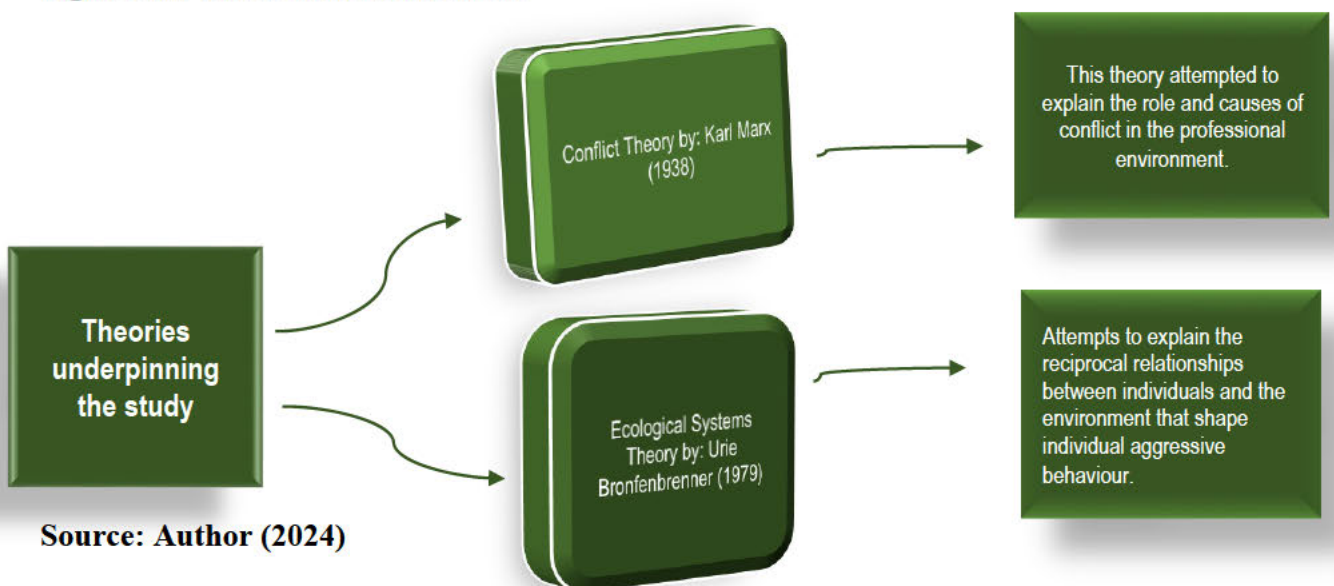 Theories
underpinning
the study
Conflict Theory by: Karl Marx
(1938)
This theory attempted to
explain the role and causes of
conflict in the professional
environment.
Ecological Systems
Theory by: Urie
Bronfenbrenner (1979)
Attempts to explain the
reciprocal relationships
between individuals and the
environment that shape
individual aggressive
behaviour.
Source: Author (2024)